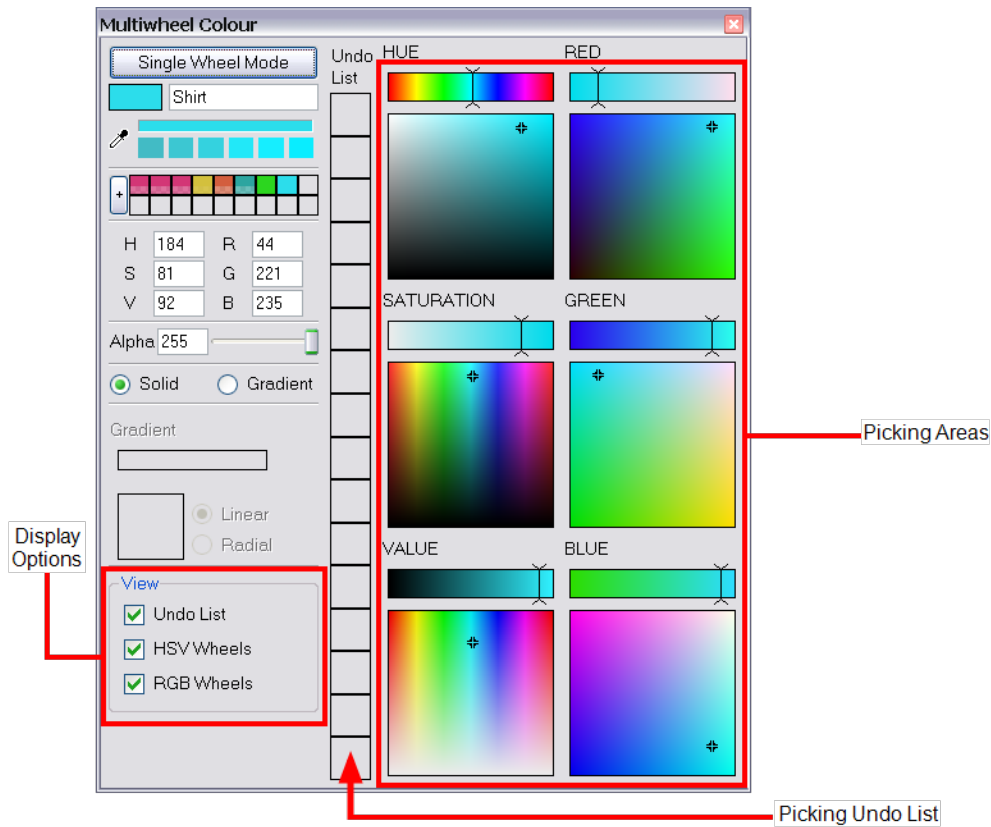 Multiwheel Colour
Single Wheel Mode
Shirt
+
H 184 R 44
S 81 G 221
V 92 B 235
Alpha 255
Solid Gradient
Gradient
Linear
Radial
View
Undo List
HSV Wheels
RGB Wheels
Undo
List
HUE RED
SATURATION GREEN
VALUE BLUE
Display
Options
Picking Areas
Picking Undo List